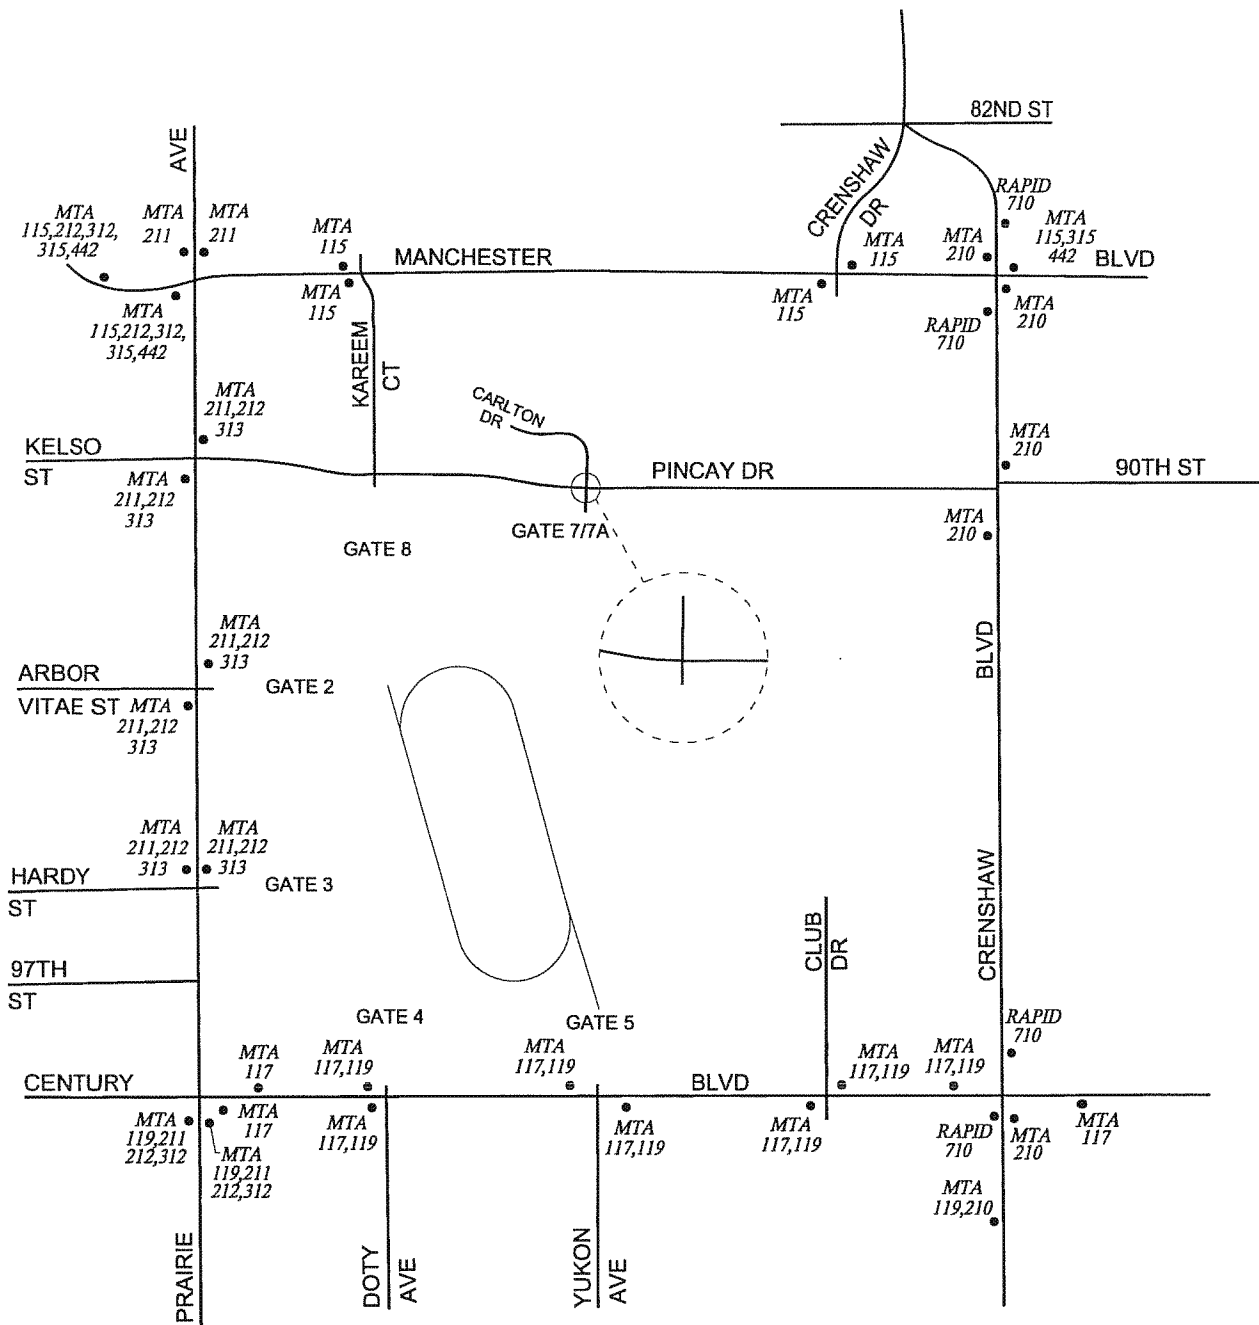 82ND ST
AVE
CRENSHAW
DR
RAPID
710
MTA
115,212,312,
315,442
MTA
211
MTA
211
MTA
115
MANCHESTER
MTA
115
MTA
210
MTA
115,315
442
BLVD
MTA
115,212,312,
315,442
MTA
115
MTA
115
RAPID
710
MTA
210
KAREEM
CT
MTA
211,212
313
CARLTON
DR
KELSO
ST
MTA
211,212
313
PINCAY DR
MTA
210
90TH ST
GATE 8
GATE 7/7A
MTA
210
MTA
211,212
313
ARBOR
VITAE ST
GATE 2
MTA
211,212
313
BLVD
MTA
211,212
313
MTA
211,212
313
HARDY
ST
GATE 3
CRENSHAW
CLUB
DR
97TH
ST
GATE 4
GATE 5
RAPID
710
MTA
117
MTA
117,119
MTA
117,119
MTA
117,119
MTA
117,119
CENTURY
BLVD
MTA
119,211
212,312
MTA
117
MTA
119,211
212,312
MTA
117,119
MTA
117,119
MTA
117,119
RAPID
710
MTA
210
MTA
117
MTA
119,210
PRAIRIE
DOTY
AVE
YUKON
AVE